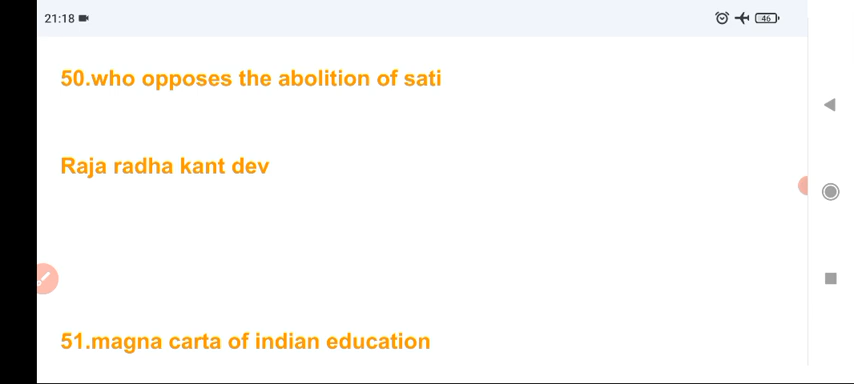 21:18
46
50.who opposes the abolition of sati
Raja radha kant dev
51.magna carta of indian education